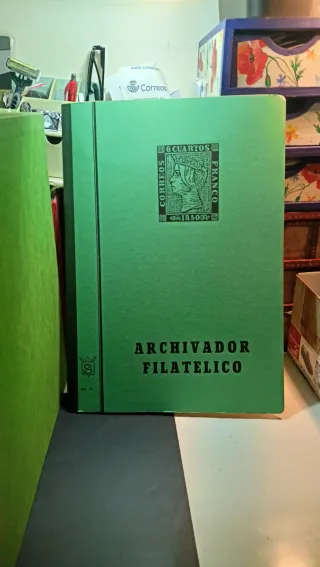 Correos
6 CUARTOS
CORREOS
FRANCO
1850
ARCHIVADOR
FILATELICO